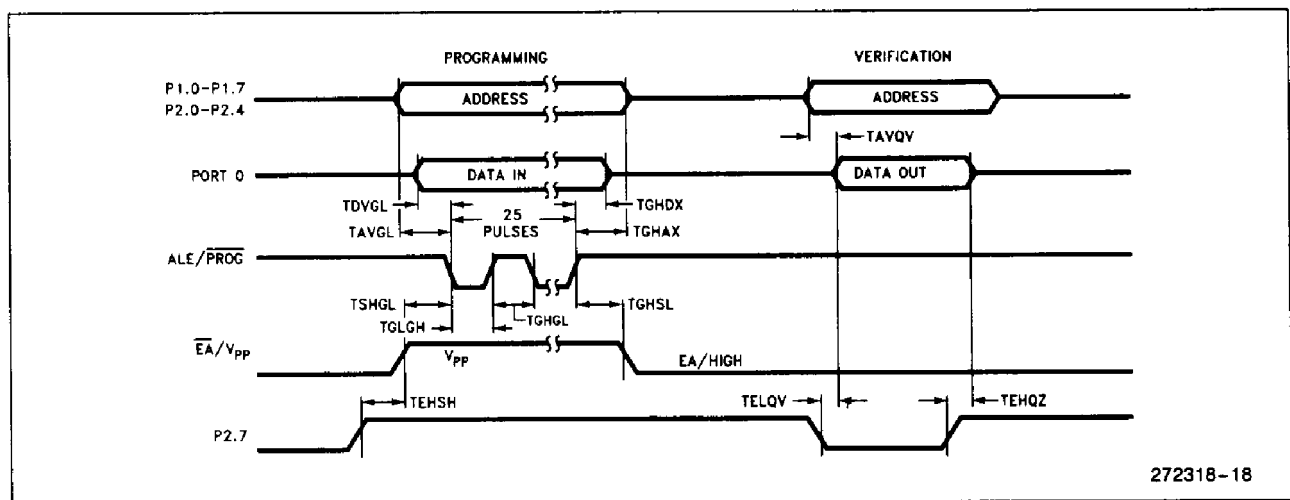 PROGRAMMING VERIFICATION
P1.0–P1.7
P2.0–P2.4
ADDRESS ADDRESS
TAVQV
PORT 0 DATA IN DATA OUT
TDVGL 25 TGHDX
TAVGL PULSES TGHAX
ALE/PROG
TSHGL TGHSL
TGLGH TGHGL
EA/VPP VPP EA/HIGH
TEHSH TELQV TEHQZ
P2.7
272318–18